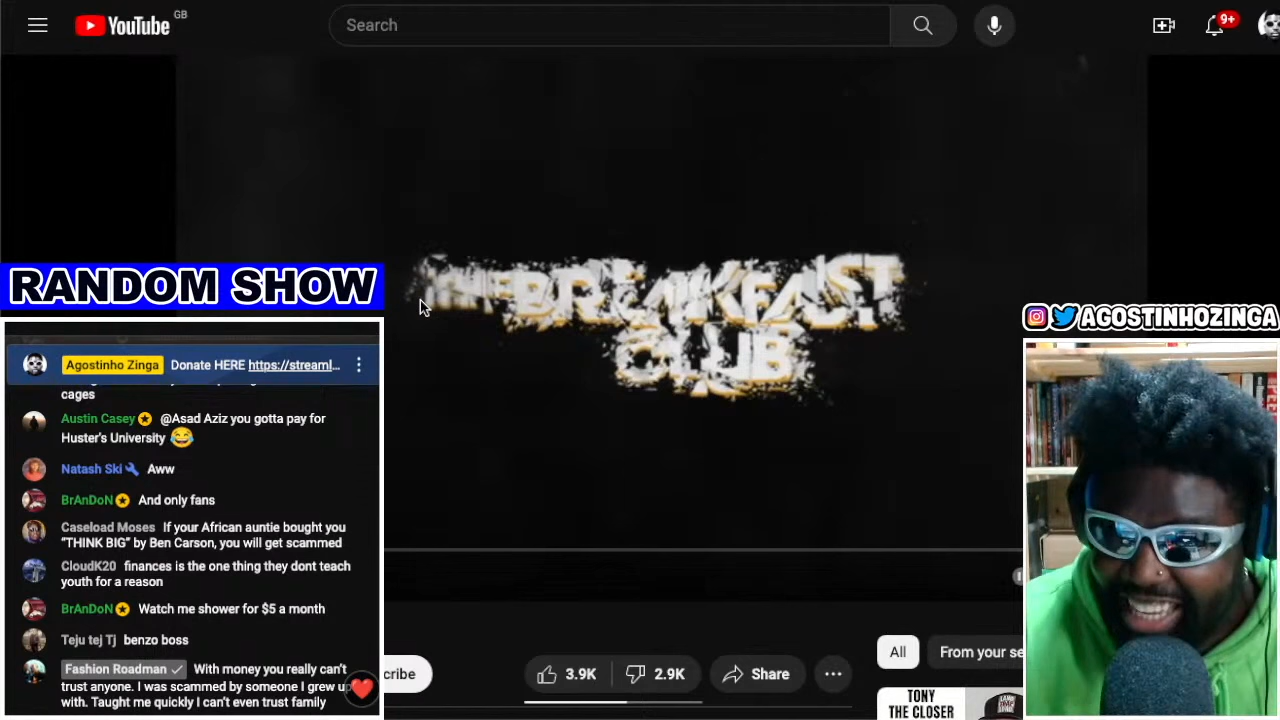 YouTube GB
Search
9+
THE BREAKFAST
CLUB
RANDOM SHOW
Agostinho Zinga Donate HERE https://streaml...
cages
Austin Casey @Asad Aziz you gotta pay for
Huster's University
Natash Ski Aww
BrAnDoN And only fans
Caseload Moses If your African auntie bought you
"THINK BIG" by Ben Carson, you will get scammed
CloudK20 finances is the one thing they dont teach
youth for a reason
BrAnDoN Watch me shower for $5 a month
Teju tej Tj benzo boss
Fashion Roadman With money you really can't
trust anyone. I was scammed by someone I grew up
with. Taught me quickly I can't even trust family
@AGOSTINHOZINGA
cribe
3.9K
2.9K
Share
All
From your se
TONY
THE CLOSER